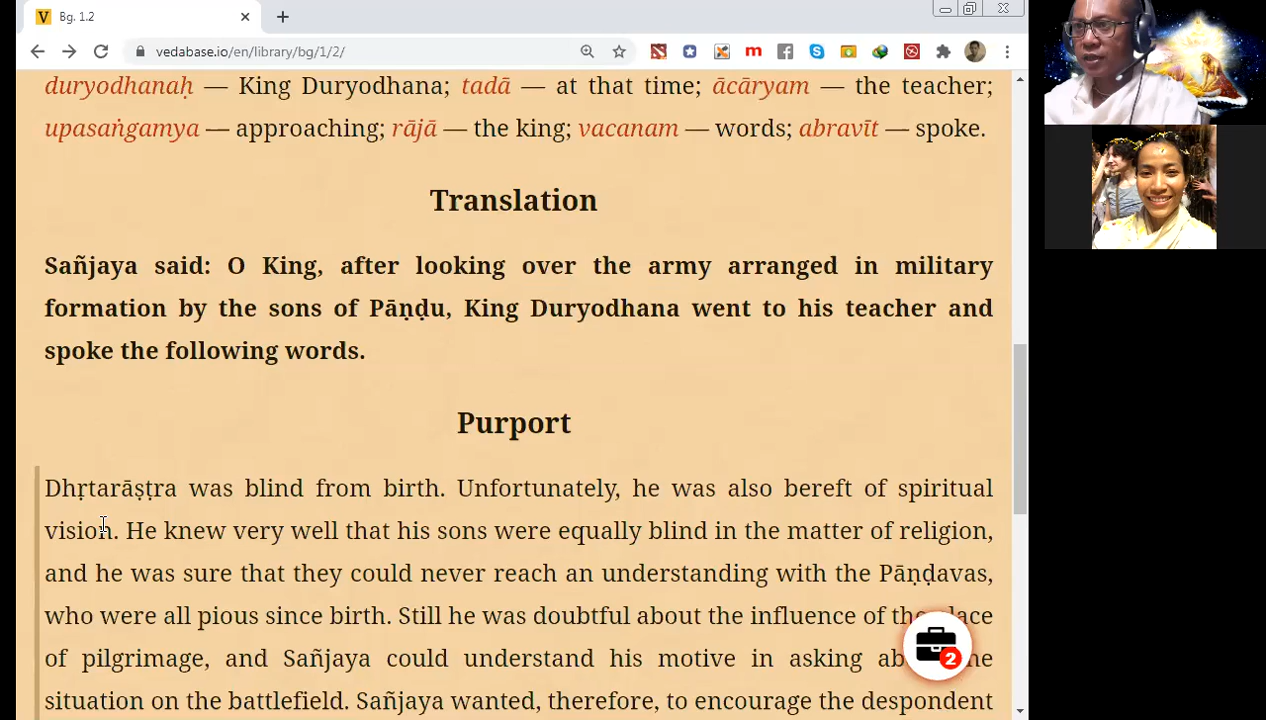 Bg. 1.2
vedabase.io/en/library/bg/1/2/
duryodhanaḥ — King Duryodhana; tadā — at that time; ācāryam — the teacher;
upasaṅgamya — approaching; rājā — the king; vacanam — words; abravīt — spoke.
Translation
Sañjaya said: O King, after looking over the army arranged in military
formation by the sons of Pāṇḍu, King Duryodhana went to his teacher and
spoke the following words.
Purport
Dhṛtarāṣṭra was blind from birth. Unfortunately, he was also bereft of spiritual
vision. He knew very well that his sons were equally blind in the matter of religion,
and he was sure that they could never reach an understanding with the Pāṇḍavas,
who were all pious since birth. Still he was doubtful about the influence of the place
of pilgrimage, and Sañjaya could understand his motive in asking ab ne
situation on the battlefield. Sañjaya wanted, therefore, to encourage the despondent
2